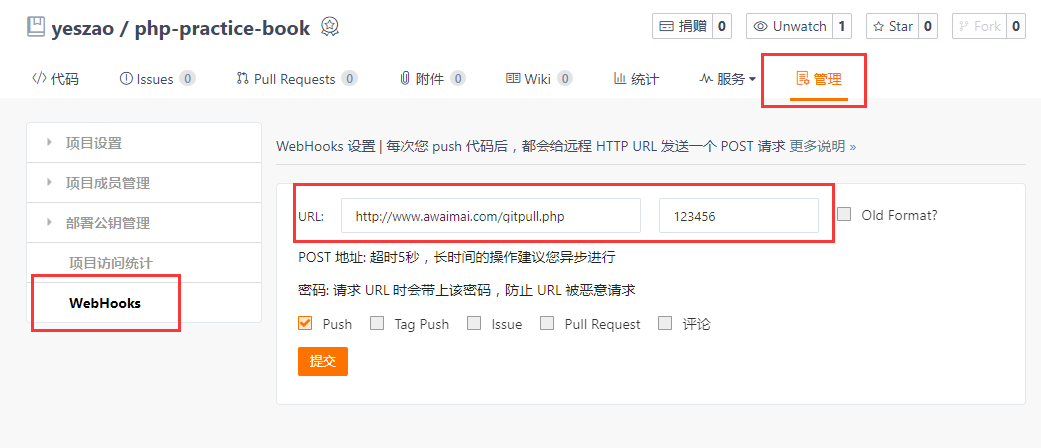 yeszao / php-practice-book 捐赠 0 Unwatch 1 Star 0 Fork 0
代码 Issues 0 Pull Requests 0 附件 0 Wiki 0 统计 服务 管理
项目设置
项目成员管理
部署公钥管理
项目访问统计
WebHooks
WebHooks 设置 | 每次您 push 代码后，都会给远程 HTTP URL 发送一个 POST 请求 更多说明 »
URL: http://www.awaimai.com/gitpull.php 123456 Old Format?
POST 地址: 超时5秒，长时间的操作建议您异步进行
密码: 请求 URL 时会带上该密码，防止 URL 被恶意请求
Push Tag Push Issue Pull Request 评论
提交